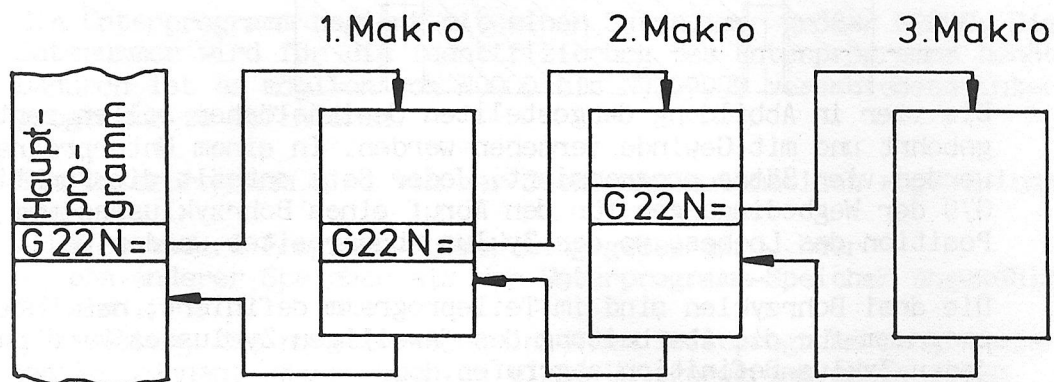 1.Makro
2.Makro
3.Makro
Haupt-
pro-
gramm
G22N=
G22N=
G22N=